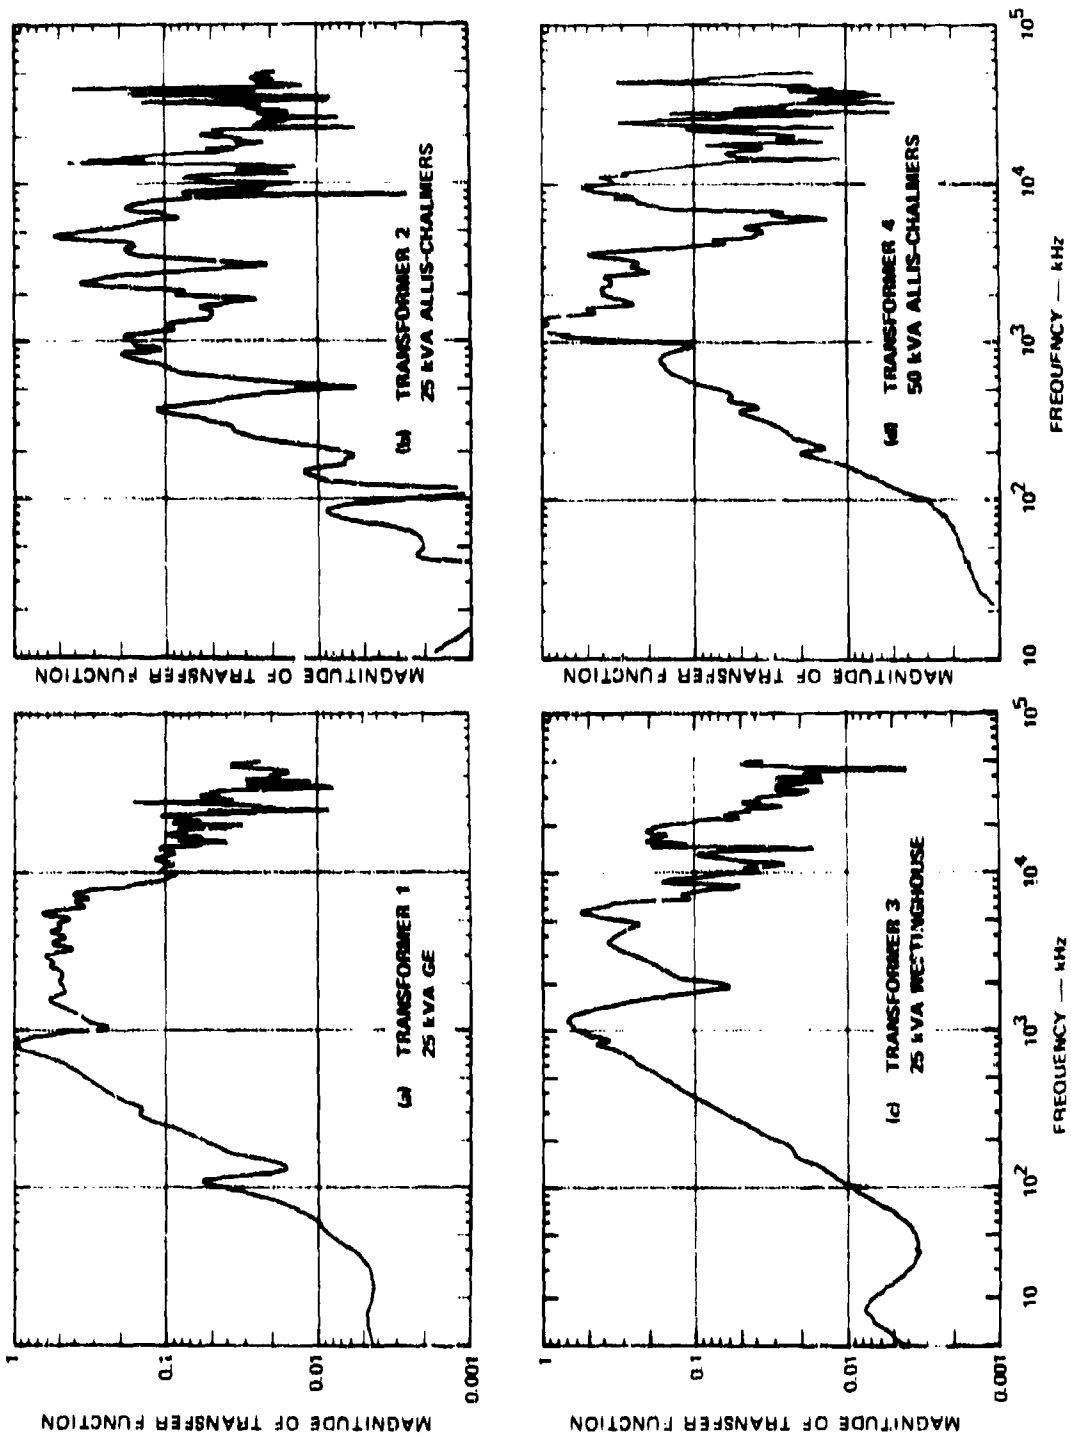 MAGNITUDE OF TRANSFER FUNCTION
1
0.1
0.01
0.001
(a) TRANSFORMER 1
25 kVA GE
MAGNITUDE OF TRANSFER FUNCTION
(b) TRANSFORMER 2
25 kVA ALLIS-CHALMERS
MAGNITUDE OF TRANSFER FUNCTION
1
0.1
0.01
0.001
(c) TRANSFORMER 3
25 kVA WESTINGHOUSE
10 10² 10³ 10⁴ 10⁵
FREQUENCY — kHz
MAGNITUDE OF TRANSFER FUNCTION
(d) TRANSFORMER 4
50 kVA ALLIS-CHALMERS
10 10² 10³ 10⁴ 10⁵
FREQUENCY — kHz